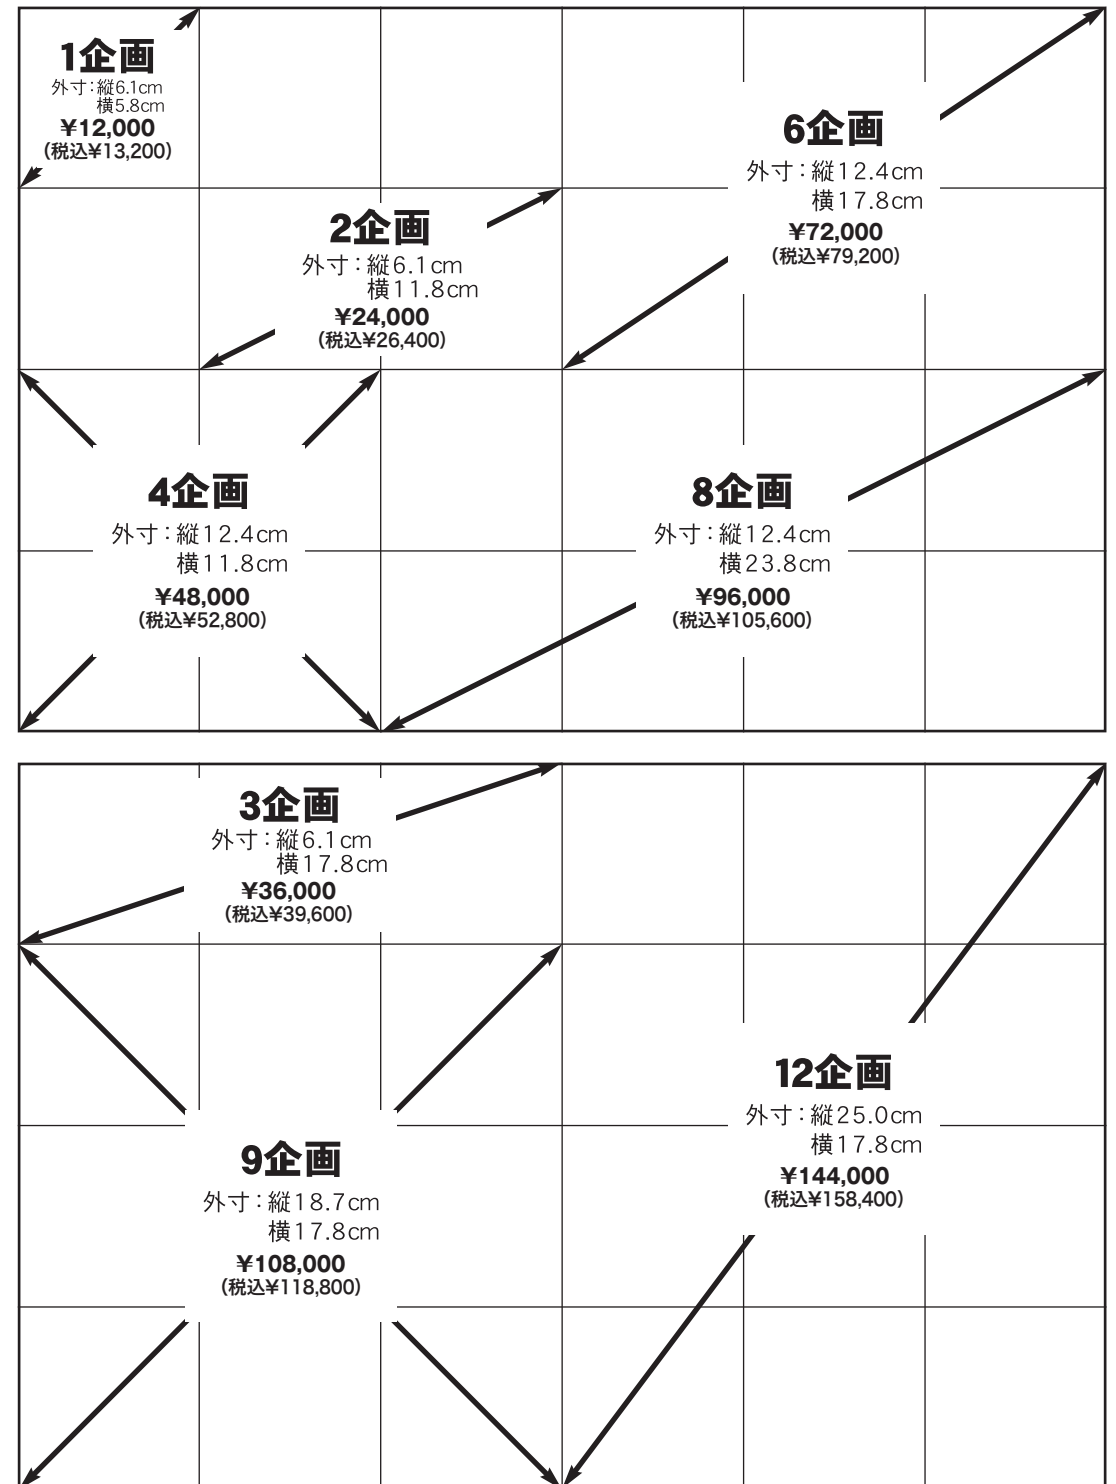 1企画
外寸：縦6.1cm
横5.8cm
¥12,000
（税込¥13,200）
6企画
外寸：縦12.4cm
横17.8cm
¥72,000
（税込¥79,200）
2企画
外寸：縦6.1cm
横11.8cm
¥24,000
（税込¥26,400）
4企画
外寸：縦12.4cm
横11.8cm
¥48,000
（税込¥52,800）
8企画
外寸：縦12.4cm
横23.8cm
¥96,000
（税込¥105,600）
3企画
外寸：縦6.1cm
横17.8cm
¥36,000
（税込¥39,600）
12企画
外寸：縦25.0cm
横17.8cm
¥144,000
（税込¥158,400）
9企画
外寸：縦18.7cm
横17.8cm
¥108,000
（税込¥118,800）